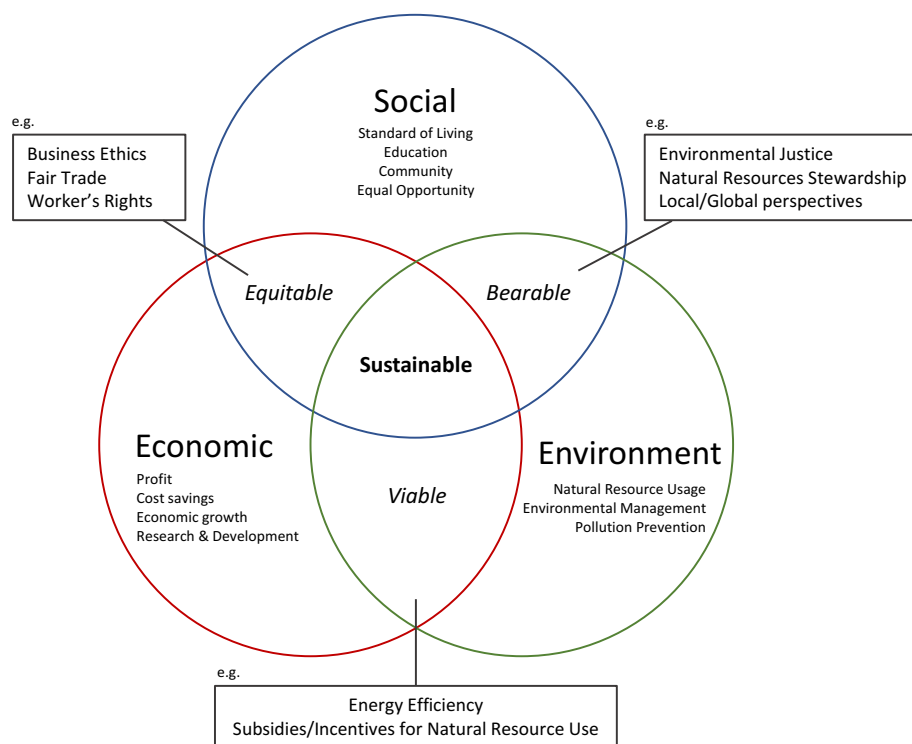 Social
Standard of Living
Education
Community
Equal Opportunity
e.g.
Business Ethics
Fair Trade
Worker's Rights
e.g.
Environmental Justice
Natural Resources Stewardship
Local/Global perspectives
Equitable
Bearable
Sustainable
Economic
Profit
Cost savings
Economic growth
Research & Development
Viable
Environment
Natural Resource Usage
Environmental Management
Pollution Prevention
e.g.
Energy Efficiency
Subsidies/Incentives for Natural Resource Use